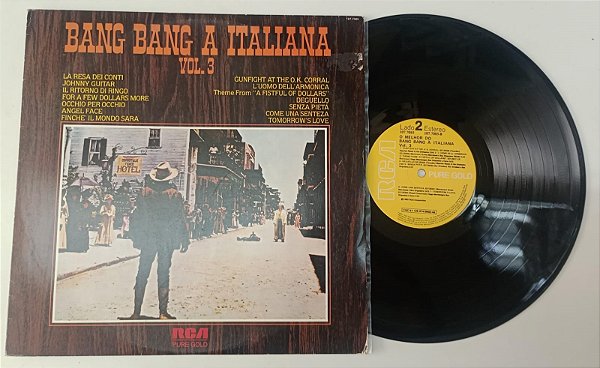 BANG BANG A ITALIANA
VOL. 3
LA RESA DEI CONTI
JOHNNY GUITAR
IL RITORNO DI RINGO
FOR A FEW DOLLARS MORE
OCCHIO PER OCCHIO
ANGEL FACE
FINCHE' IL MONDO SARA
GUNFIGHT AT THE O.K. CORRAL
L'UOMO DELL'ARMONICA
Theme From "A FISTFUL OF DOLLARS"
DEGUELLO
SENZA PIETA
COME UNA SENTEZA
TOMORROW'S LOVE
HOTEL
RCA
PURE GOLD
Lado 2 Estereo
O MELHOR DO
BANG BANG À ITALIANA
Vol. 3
RCA
PURE GOLD